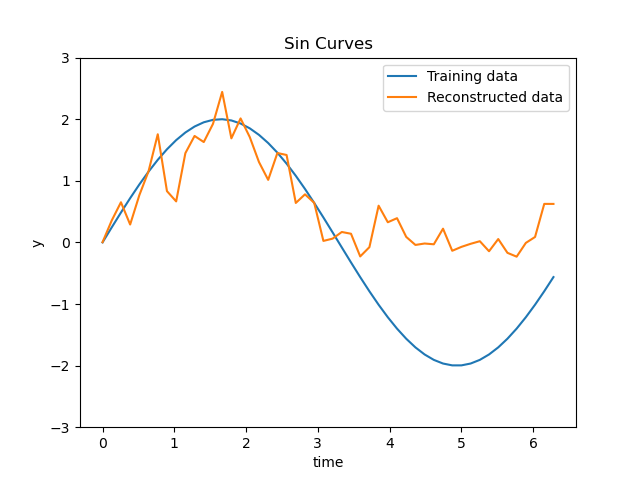 Sin Curves
Training data
Reconstructed data
y
3
2
1
0
−1
−2
−3
0 1 2 3 4 5 6
time